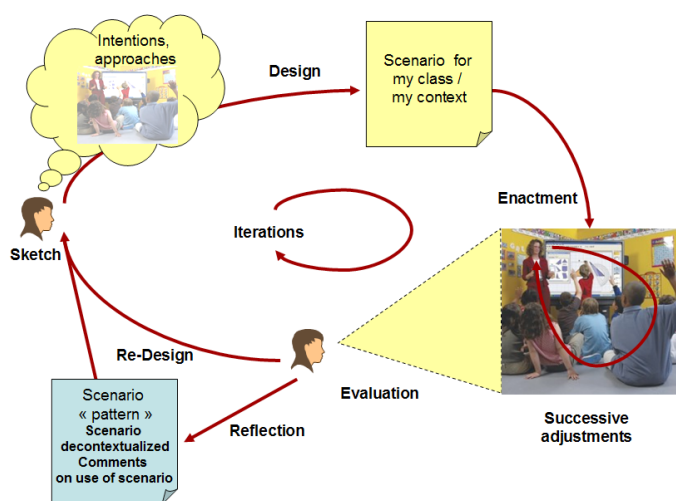 Intentions,
approaches
Design
Scenario for
my class /
my context
Enactment
Iterations
Sketch
Re-Design
Evaluation
Scenario
« pattern »
Scenario
decontextualized
Comments
on use of scenario
Reflection
Successive
adjustments